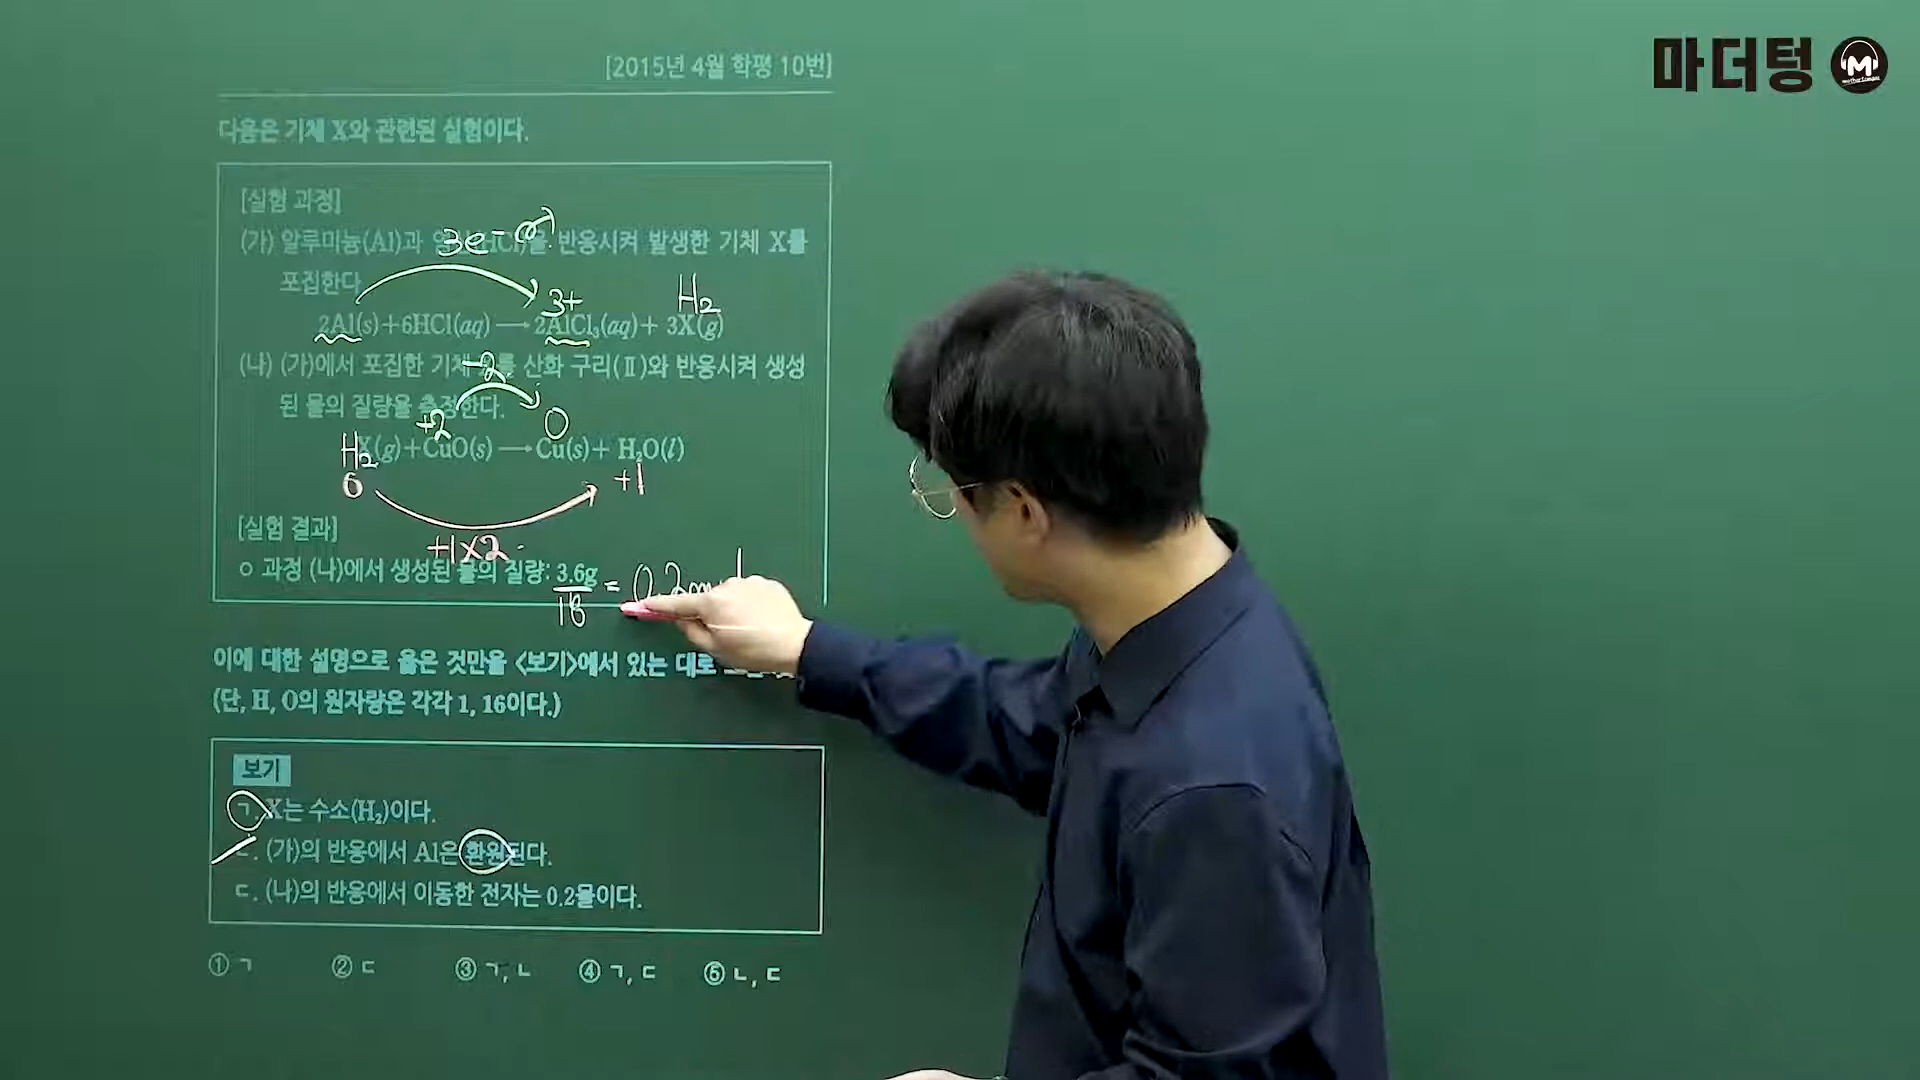 마더텅 M
[2015년 4월 학평 10번]
다음은 기체 X와 관련된 실험이다.
[실험 과정]
3e-
(가) 알루미늄(Al)과 염산(HCl)을 반응시켜 발생한 기체 X를
포집한다
3+ H₂
2Al(s)+6HCl(aq) → 2AlCl₃(aq)+ 3X(g)
-2
(나) (가)에서 포집한 기체 를 산화 구리(Ⅱ)와 반응시켜 생성
된 물의 질량을 측정한다.
+2 0
H₂
X(g)+CuO(s) → Cu(s)+ H₂O(l)
0 +1
[실험 결과]
+1×2
○ 과정 (나)에서 생성된 물의 질량: 3.6g = 0.2m
18
이에 대한 설명으로 옳은 것만을 <보기>에서 있는 대로
(단, H, O의 원자량은 각각 1, 16이다.)
보기
ㄱ. X는 수소(H₂)이다.
ㄴ. (가)의 반응에서 Al은 환원된다.
ㄷ. (나)의 반응에서 이동한 전자는 0.2몰이다.
① ㄱ ② ㄷ ③ ㄱ, ㄴ ④ ㄱ, ㄷ ⑤ ㄴ, ㄷ